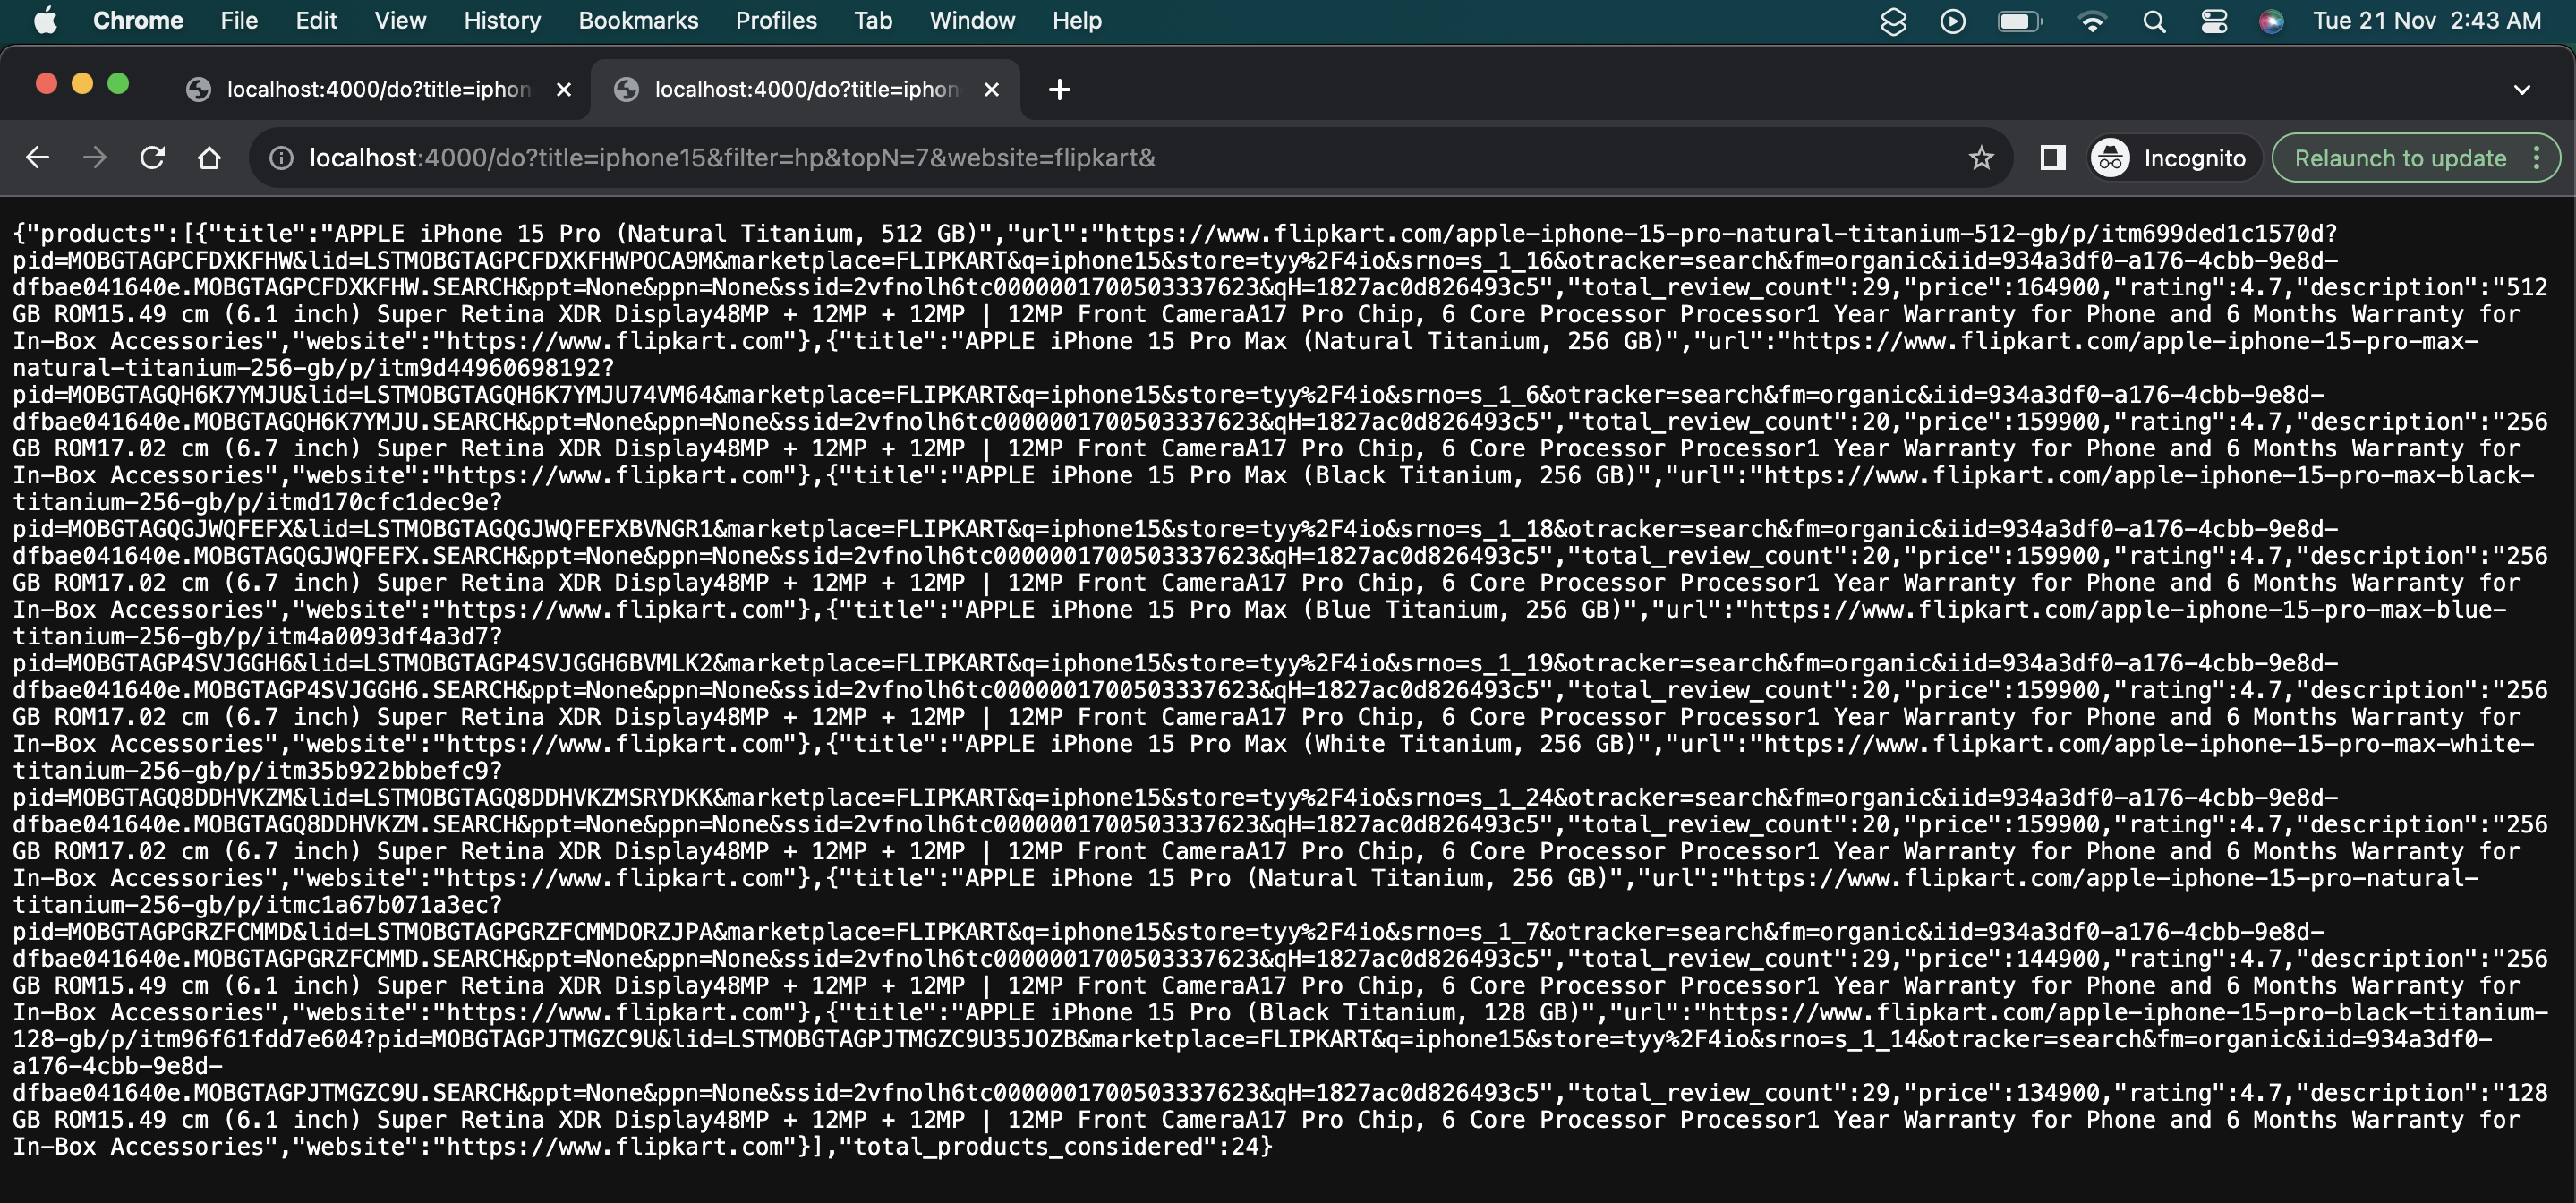 Chrome File Edit View History Bookmarks Profiles Tab Window Help Tue 21 Nov 2:43 AM
localhost:4000/do?title=iphon localhost:4000/do?title=iphon
localhost:4000/do?title=iphone15&filter=hp&topN=7&website=flipkart& Incognito Relaunch to update
{"products":[{"title":"APPLE iPhone 15 Pro (Natural Titanium, 512 GB)","url":"https://www.flipkart.com/apple-iphone-15-pro-natural-titanium-512-gb/p/itm699ded1c1570d?
pid=MOBGTAGPCFDXKFHW&lid=LSTMOBGTAGPCFDXKFHWPOCA9M&marketplace=FLIPKART&q=iphone15&store=tyy%2F4io&srno=s_1_16&otracker=search&fm=organic&iid=934a3df0-a176-4cbb-9e8d-
dfbae041640e.MOBGTAGPCFDXKFHW.SEARCH&ppt=None&ppn=None&ssid=2vfnolh6tc0000001700503337623&qH=1827ac0d826493c5","total_review_count":29,"price":164900,"rating":4.7,"description":"512
GB ROM15.49 cm (6.1 inch) Super Retina XDR Display48MP + 12MP + 12MP | 12MP Front CameraA17 Pro Chip, 6 Core Processor Processor1 Year Warranty for Phone and 6 Months Warranty for
In-Box Accessories","website":"https://www.flipkart.com"},{"title":"APPLE iPhone 15 Pro Max (Natural Titanium, 256 GB)","url":"https://www.flipkart.com/apple-iphone-15-pro-max-
natural-titanium-256-gb/p/itm9d44960698192?
pid=MOBGTAGQH6K7YMJU&lid=LSTMOBGTAGQH6K7YMJU74VM64&marketplace=FLIPKART&q=iphone15&store=tyy%2F4io&srno=s_1_6&otracker=search&fm=organic&iid=934a3df0-a176-4cbb-9e8d-
dfbae041640e.MOBGTAGQH6K7YMJU.SEARCH&ppt=None&ppn=None&ssid=2vfnolh6tc0000001700503337623&qH=1827ac0d826493c5","total_review_count":20,"price":159900,"rating":4.7,"description":"256
GB ROM17.02 cm (6.7 inch) Super Retina XDR Display48MP + 12MP + 12MP | 12MP Front CameraA17 Pro Chip, 6 Core Processor Processor1 Year Warranty for Phone and 6 Months Warranty for
In-Box Accessories","website":"https://www.flipkart.com"},{"title":"APPLE iPhone 15 Pro Max (Black Titanium, 256 GB)","url":"https://www.flipkart.com/apple-iphone-15-pro-max-black-
titanium-256-gb/p/itmd170cfc1dec9e?
pid=MOBGTAGQGJWQFEFX&lid=LSTMOBGTAGQGJWQFEFXBVNGR1&marketplace=FLIPKART&q=iphone15&store=tyy%2F4io&srno=s_1_18&otracker=search&fm=organic&iid=934a3df0-a176-4cbb-9e8d-
dfbae041640e.MOBGTAGQGJWQFEFX.SEARCH&ppt=None&ppn=None&ssid=2vfnolh6tc0000001700503337623&qH=1827ac0d826493c5","total_review_count":20,"price":159900,"rating":4.7,"description":"256
GB ROM17.02 cm (6.7 inch) Super Retina XDR Display48MP + 12MP + 12MP | 12MP Front CameraA17 Pro Chip, 6 Core Processor Processor1 Year Warranty for Phone and 6 Months Warranty for
In-Box Accessories","website":"https://www.flipkart.com"},{"title":"APPLE iPhone 15 Pro Max (Blue Titanium, 256 GB)","url":"https://www.flipkart.com/apple-iphone-15-pro-max-blue-
titanium-256-gb/p/itm4a0093df4a3d7?
pid=MOBGTAGP4SVJGGH6&lid=LSTMOBGTAGP4SVJGGH6BVMLK2&marketplace=FLIPKART&q=iphone15&store=tyy%2F4io&srno=s_1_19&otracker=search&fm=organic&iid=934a3df0-a176-4cbb-9e8d-
dfbae041640e.MOBGTAGP4SVJGGH6.SEARCH&ppt=None&ppn=None&ssid=2vfnolh6tc0000001700503337623&qH=1827ac0d826493c5","total_review_count":20,"price":159900,"rating":4.7,"description":"256
GB ROM17.02 cm (6.7 inch) Super Retina XDR Display48MP + 12MP + 12MP | 12MP Front CameraA17 Pro Chip, 6 Core Processor Processor1 Year Warranty for Phone and 6 Months Warranty for
In-Box Accessories","website":"https://www.flipkart.com"},{"title":"APPLE iPhone 15 Pro Max (White Titanium, 256 GB)","url":"https://www.flipkart.com/apple-iphone-15-pro-max-white-
titanium-256-gb/p/itm35b922bbbefc9?
pid=MOBGTAGQ8DDHVKZM&lid=LSTMOBGTAGQ8DDHVKZMSRYDKK&marketplace=FLIPKART&q=iphone15&store=tyy%2F4io&srno=s_1_24&otracker=search&fm=organic&iid=934a3df0-a176-4cbb-9e8d-
dfbae041640e.MOBGTAGQ8DDHVKZM.SEARCH&ppt=None&ppn=None&ssid=2vfnolh6tc0000001700503337623&qH=1827ac0d826493c5","total_review_count":20,"price":159900,"rating":4.7,"description":"256
GB ROM17.02 cm (6.7 inch) Super Retina XDR Display48MP + 12MP + 12MP | 12MP Front CameraA17 Pro Chip, 6 Core Processor Processor1 Year Warranty for Phone and 6 Months Warranty for
In-Box Accessories","website":"https://www.flipkart.com"},{"title":"APPLE iPhone 15 Pro (Natural Titanium, 256 GB)","url":"https://www.flipkart.com/apple-iphone-15-pro-natural-
titanium-256-gb/p/itmc1a67b071a3ec?
pid=MOBGTAGPGRZFCMMD&lid=LSTMOBGTAGPGRZFCMMDORZJPA&marketplace=FLIPKART&q=iphone15&store=tyy%2F4io&srno=s_1_7&otracker=search&fm=organic&iid=934a3df0-a176-4cbb-9e8d-
dfbae041640e.MOBGTAGPGRZFCMMD.SEARCH&ppt=None&ppn=None&ssid=2vfnolh6tc0000001700503337623&qH=1827ac0d826493c5","total_review_count":29,"price":144900,"rating":4.7,"description":"256
GB ROM15.49 cm (6.1 inch) Super Retina XDR Display48MP + 12MP + 12MP | 12MP Front CameraA17 Pro Chip, 6 Core Processor Processor1 Year Warranty for Phone and 6 Months Warranty for
In-Box Accessories","website":"https://www.flipkart.com"},{"title":"APPLE iPhone 15 Pro (Black Titanium, 128 GB)","url":"https://www.flipkart.com/apple-iphone-15-pro-black-titanium-
128-gb/p/itm96f61fdd7e604?pid=MOBGTAGPJTMGZC9U&lid=LSTMOBGTAGPJTMGZC9U35JOZB&marketplace=FLIPKART&q=iphone15&store=tyy%2F4io&srno=s_1_14&otracker=search&fm=organic&iid=934a3df0-
a176-4cbb-9e8d-
dfbae041640e.MOBGTAGPJTMGZC9U.SEARCH&ppt=None&ppn=None&ssid=2vfnolh6tc0000001700503337623&qH=1827ac0d826493c5","total_review_count":29,"price":134900,"rating":4.7,"description":"128
GB ROM15.49 cm (6.1 inch) Super Retina XDR Display48MP + 12MP + 12MP | 12MP Front CameraA17 Pro Chip, 6 Core Processor Processor1 Year Warranty for Phone and 6 Months Warranty for
In-Box Accessories","website":"https://www.flipkart.com"}],"total_products_considered":24}